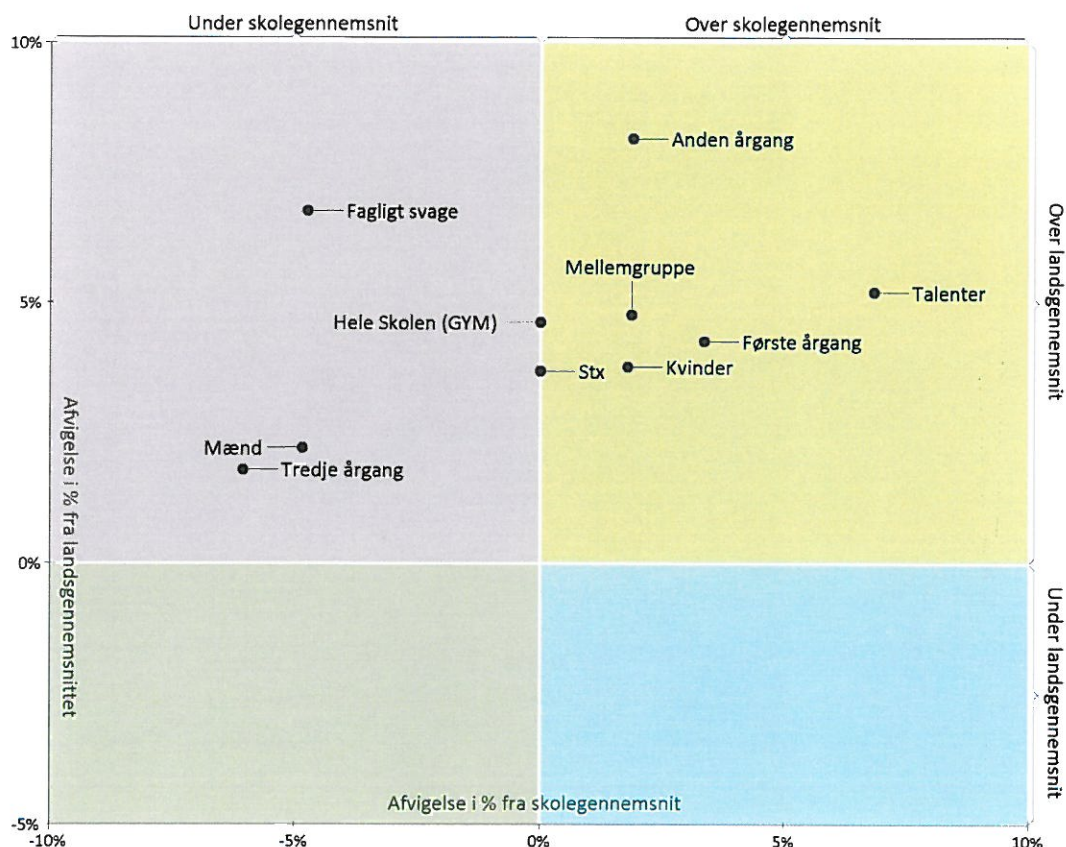 Under skolegennemsnit
Over skolegennemsnit
10%
Anden årgang
Fagligt svage
Mellemgruppe
Talenter
5%
Hele Skolen (GYM)
Første årgang
Stx
Kvinder
Mænd
Tredje årgang
Over landsgennemsnit
Afvigelse i % fra landsgennemsnittet
0%
Under landsgennemsnit
Afvigelse i % fra skolegennemsnit
-5%
-10%
-5%
0%
5%
10%